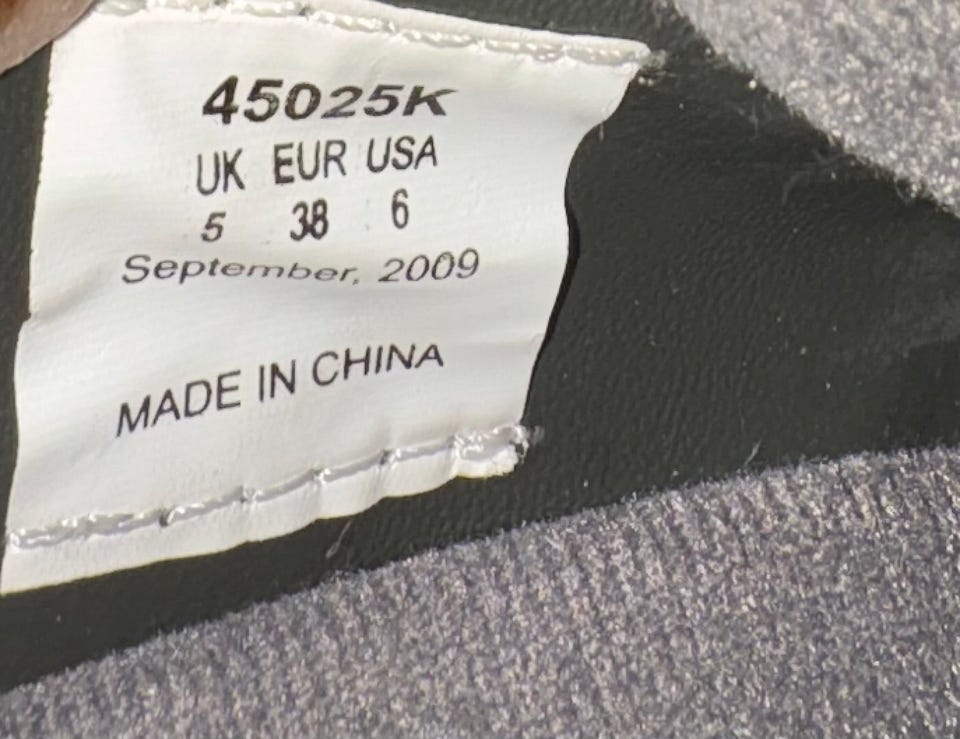 45025K
UK EUR USA
5 38 6
September, 2009
MADE IN CHINA